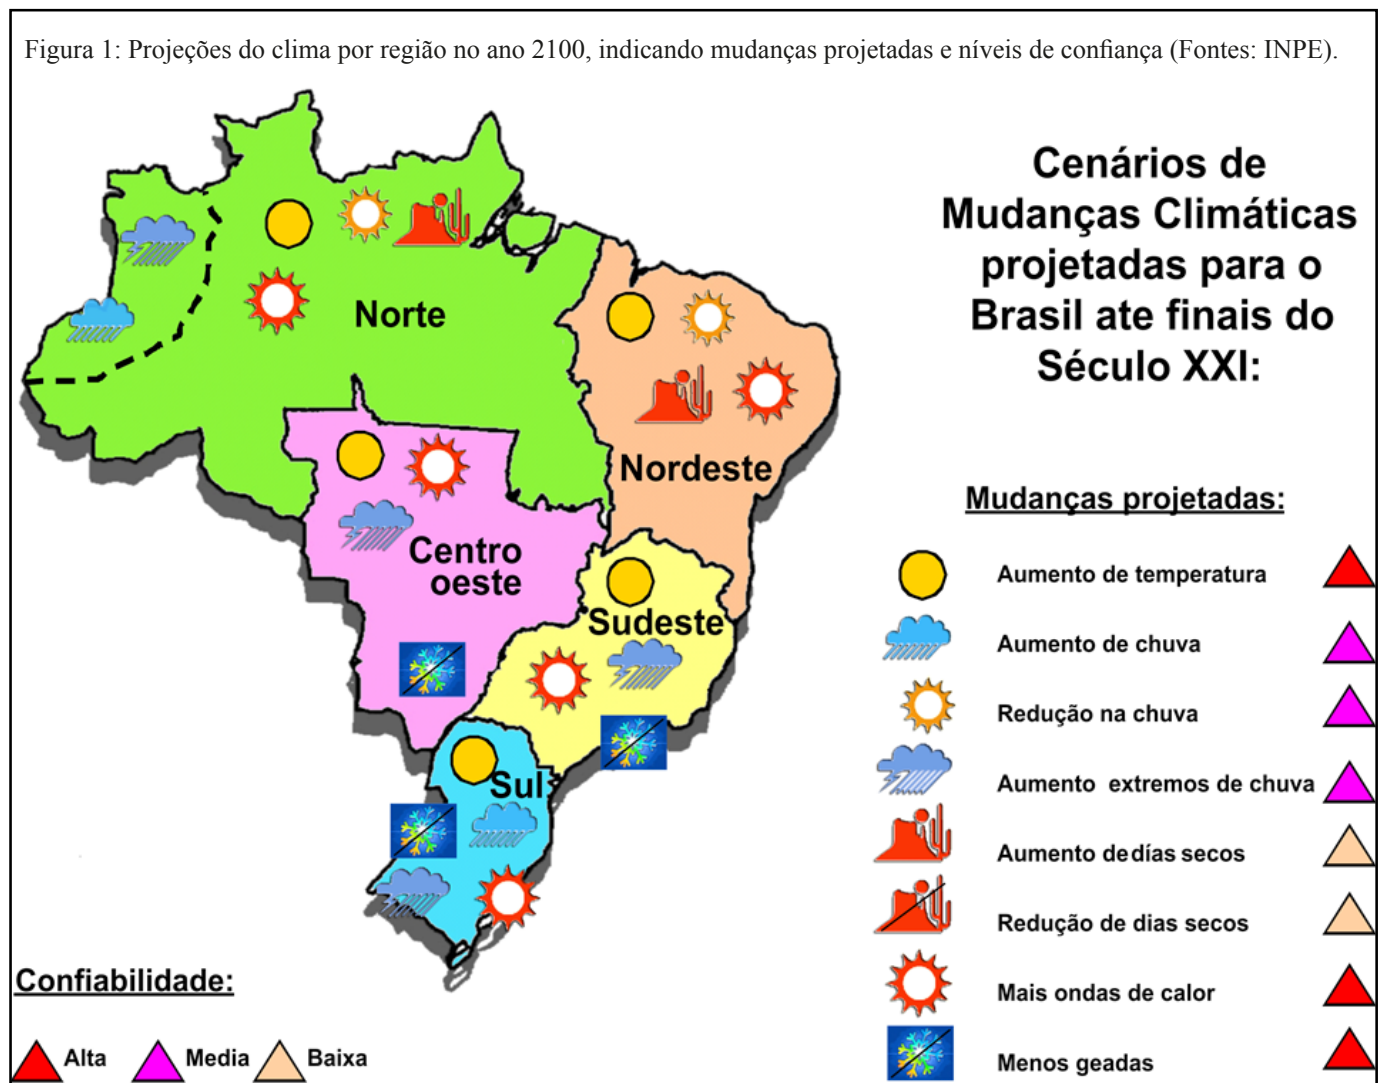 Figura 1: Projeções do clima por região no ano 2100, indicando mudanças projetadas e níveis de confiança (Fontes: INPE).
Cenários de
Mudanças Climáticas
projetadas para o
Brasil ate finais do
Século XXI:
Norte
Nordeste
Centro
oeste
Sudeste
Sul
Mudanças projetadas:
Aumento de temperatura
Aumento de chuva
Redução na chuva
Aumento extremos de chuva
Aumento de días secos
Redução de dias secos
Mais ondas de calor
Menos geadas
Confiabilidade:
Alta Media Baixa